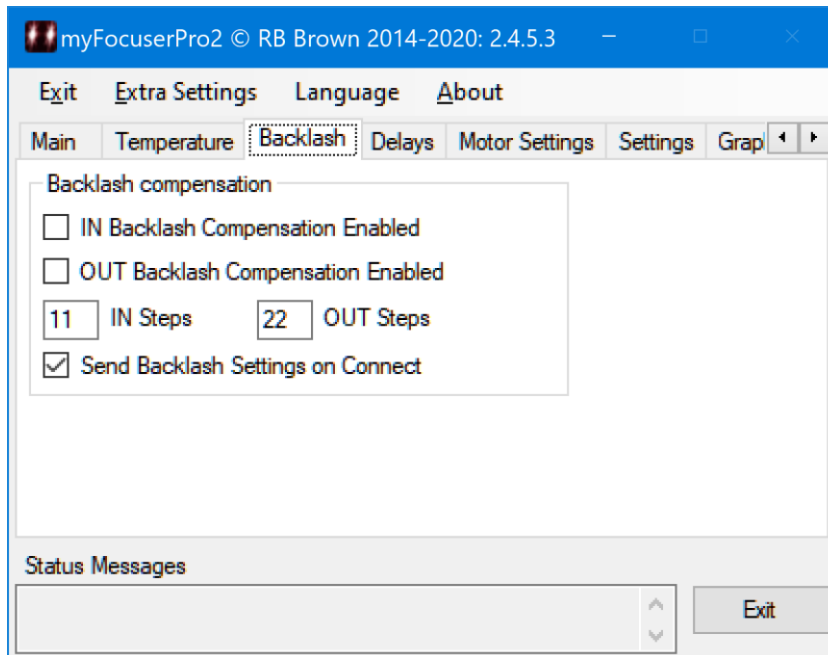 myFocuserPro2 © RB Brown 2014-2020: 2.4.5.3
Exit Extra Settings Language About
Main Temperature Backlash Delays Motor Settings Settings Grap
Backlash compensation
IN Backlash Compensation Enabled
OUT Backlash Compensation Enabled
11 IN Steps 22 OUT Steps
Send Backlash Settings on Connect
Status Messages
Exit